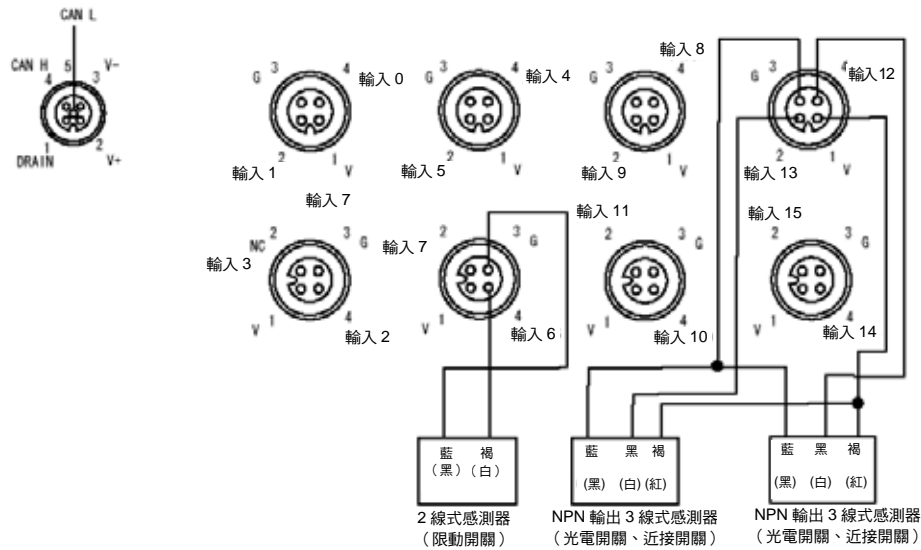 CAN L
CAN H 4 5 3 V-
1 DRAIN 2 V+
G 3 4 輸入 0
輸入 1 2 1 V
G 3 4 輸入 4
輸入 5 2 1 V
輸入 8
G 3 4
輸入 9 2 1 V
G 3 4 輸入 12
輸入 13 2 1 V
輸入 7
NC 2 3 G
輸入 3
V 1 4
輸入 2
輸入 7 2 3 G
V 1 4
輸入 6
輸入 11
2 3 G
V 1 4
輸入 10
輸入 15
2 3 G
V 1 4
輸入 14
藍 褐
(黑) (白)
2 線式感測器
(限動開關)
藍 黑 褐
(黑) (白) (紅)
NPN 輸出 3 線式感測器
(光電開關、近接開關)
藍 黑 褐
(黑) (白) (紅)
NPN 輸出 3 線式感測器
(光電開關、近接開關)